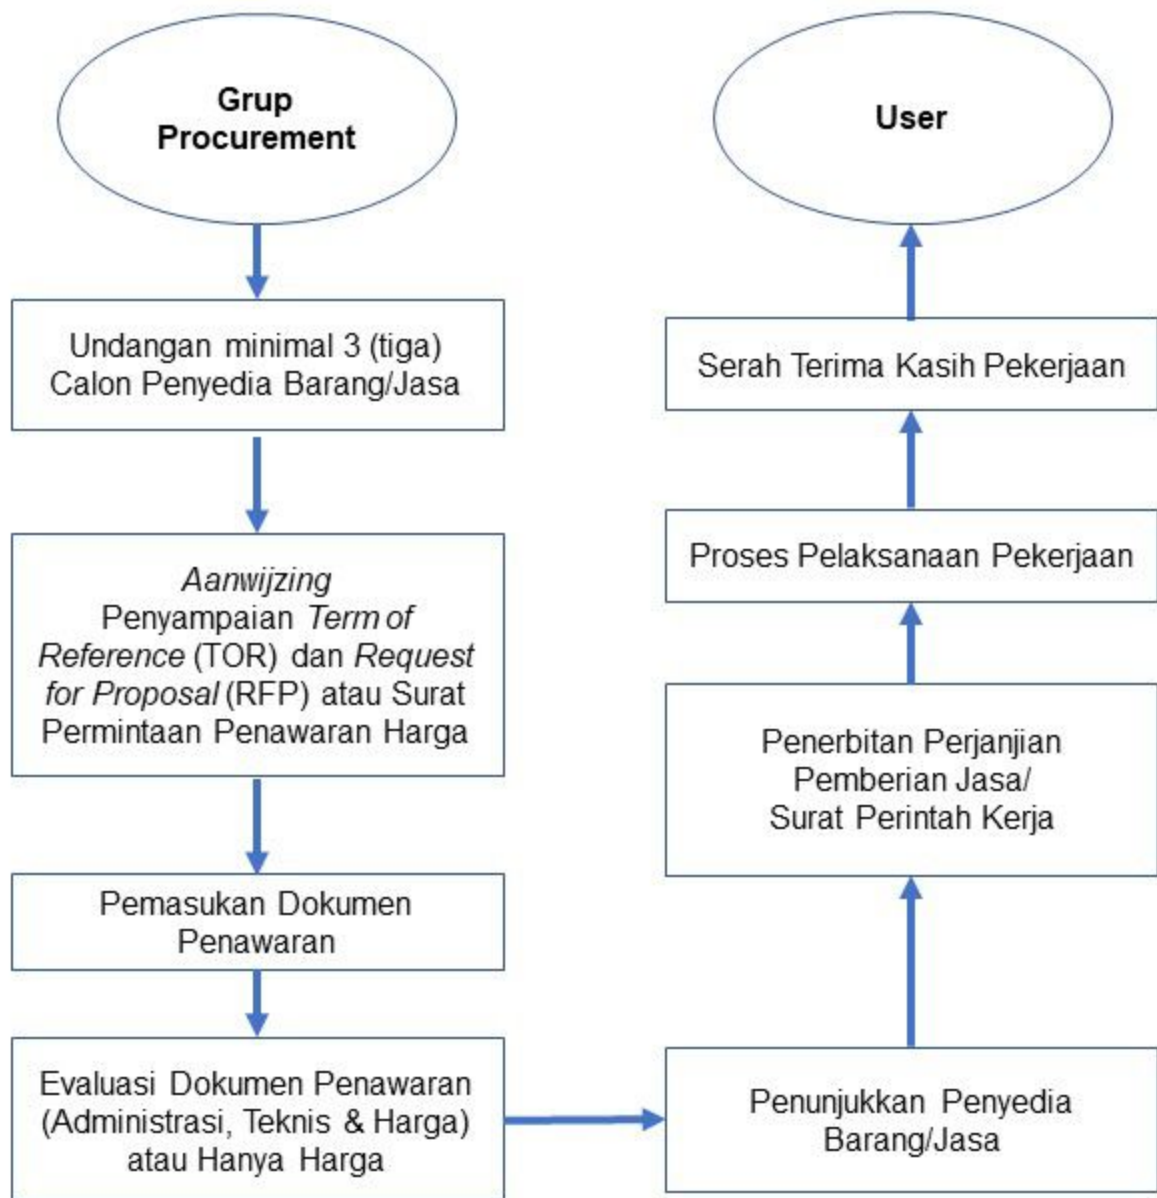 Grup
Procurement
Undangan minimal 3 (tiga)
Calon Penyedia Barang/Jasa
Aanwijzing
Penyampaian Term of
Reference (TOR) dan Request
for Proposal (RFP) atau Surat
Permintaan Penawaran Harga
Pemasukan Dokumen
Penawaran
Evaluasi Dokumen Penawaran
(Administrasi, Teknis & Harga)
atau Hanya Harga
Penunjukkan Penyedia
Barang/Jasa
Penerbitan Perjanjian
Pemberian Jasa/
Surat Perintah Kerja
Proses Pelaksanaan Pekerjaan
Serah Terima Kasih Pekerjaan
User